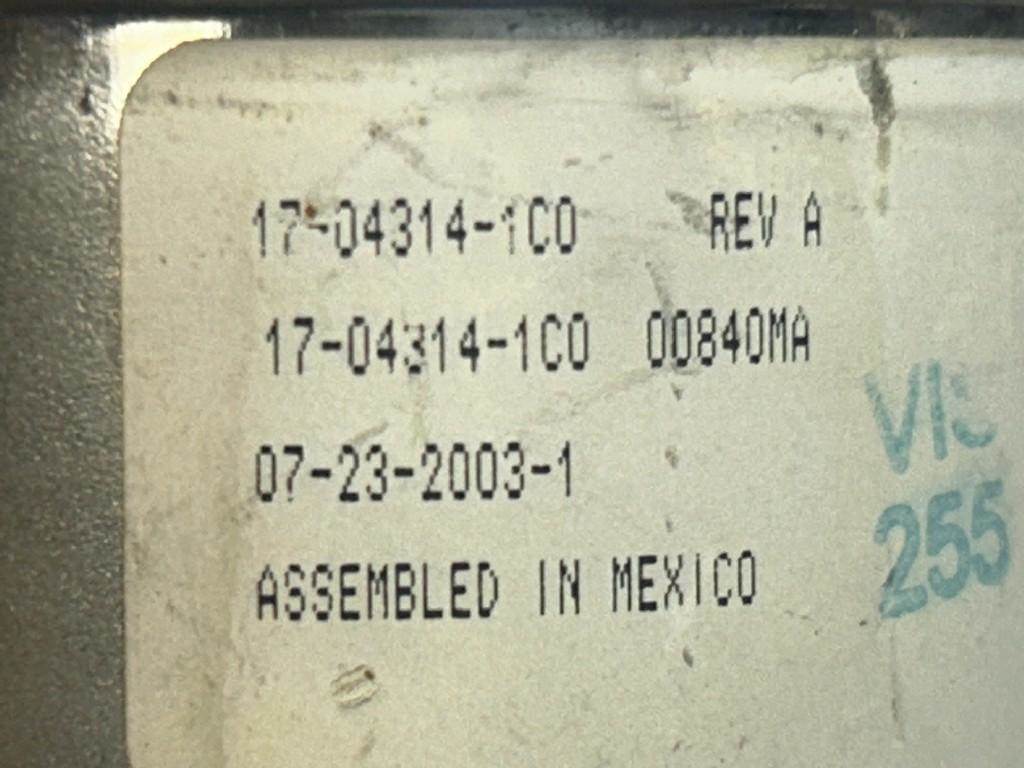 17-04314-1C0 REV A
17-04314-1C0 00840MA
07-23-2003-1
ASSEMBLED IN MEXICO
255